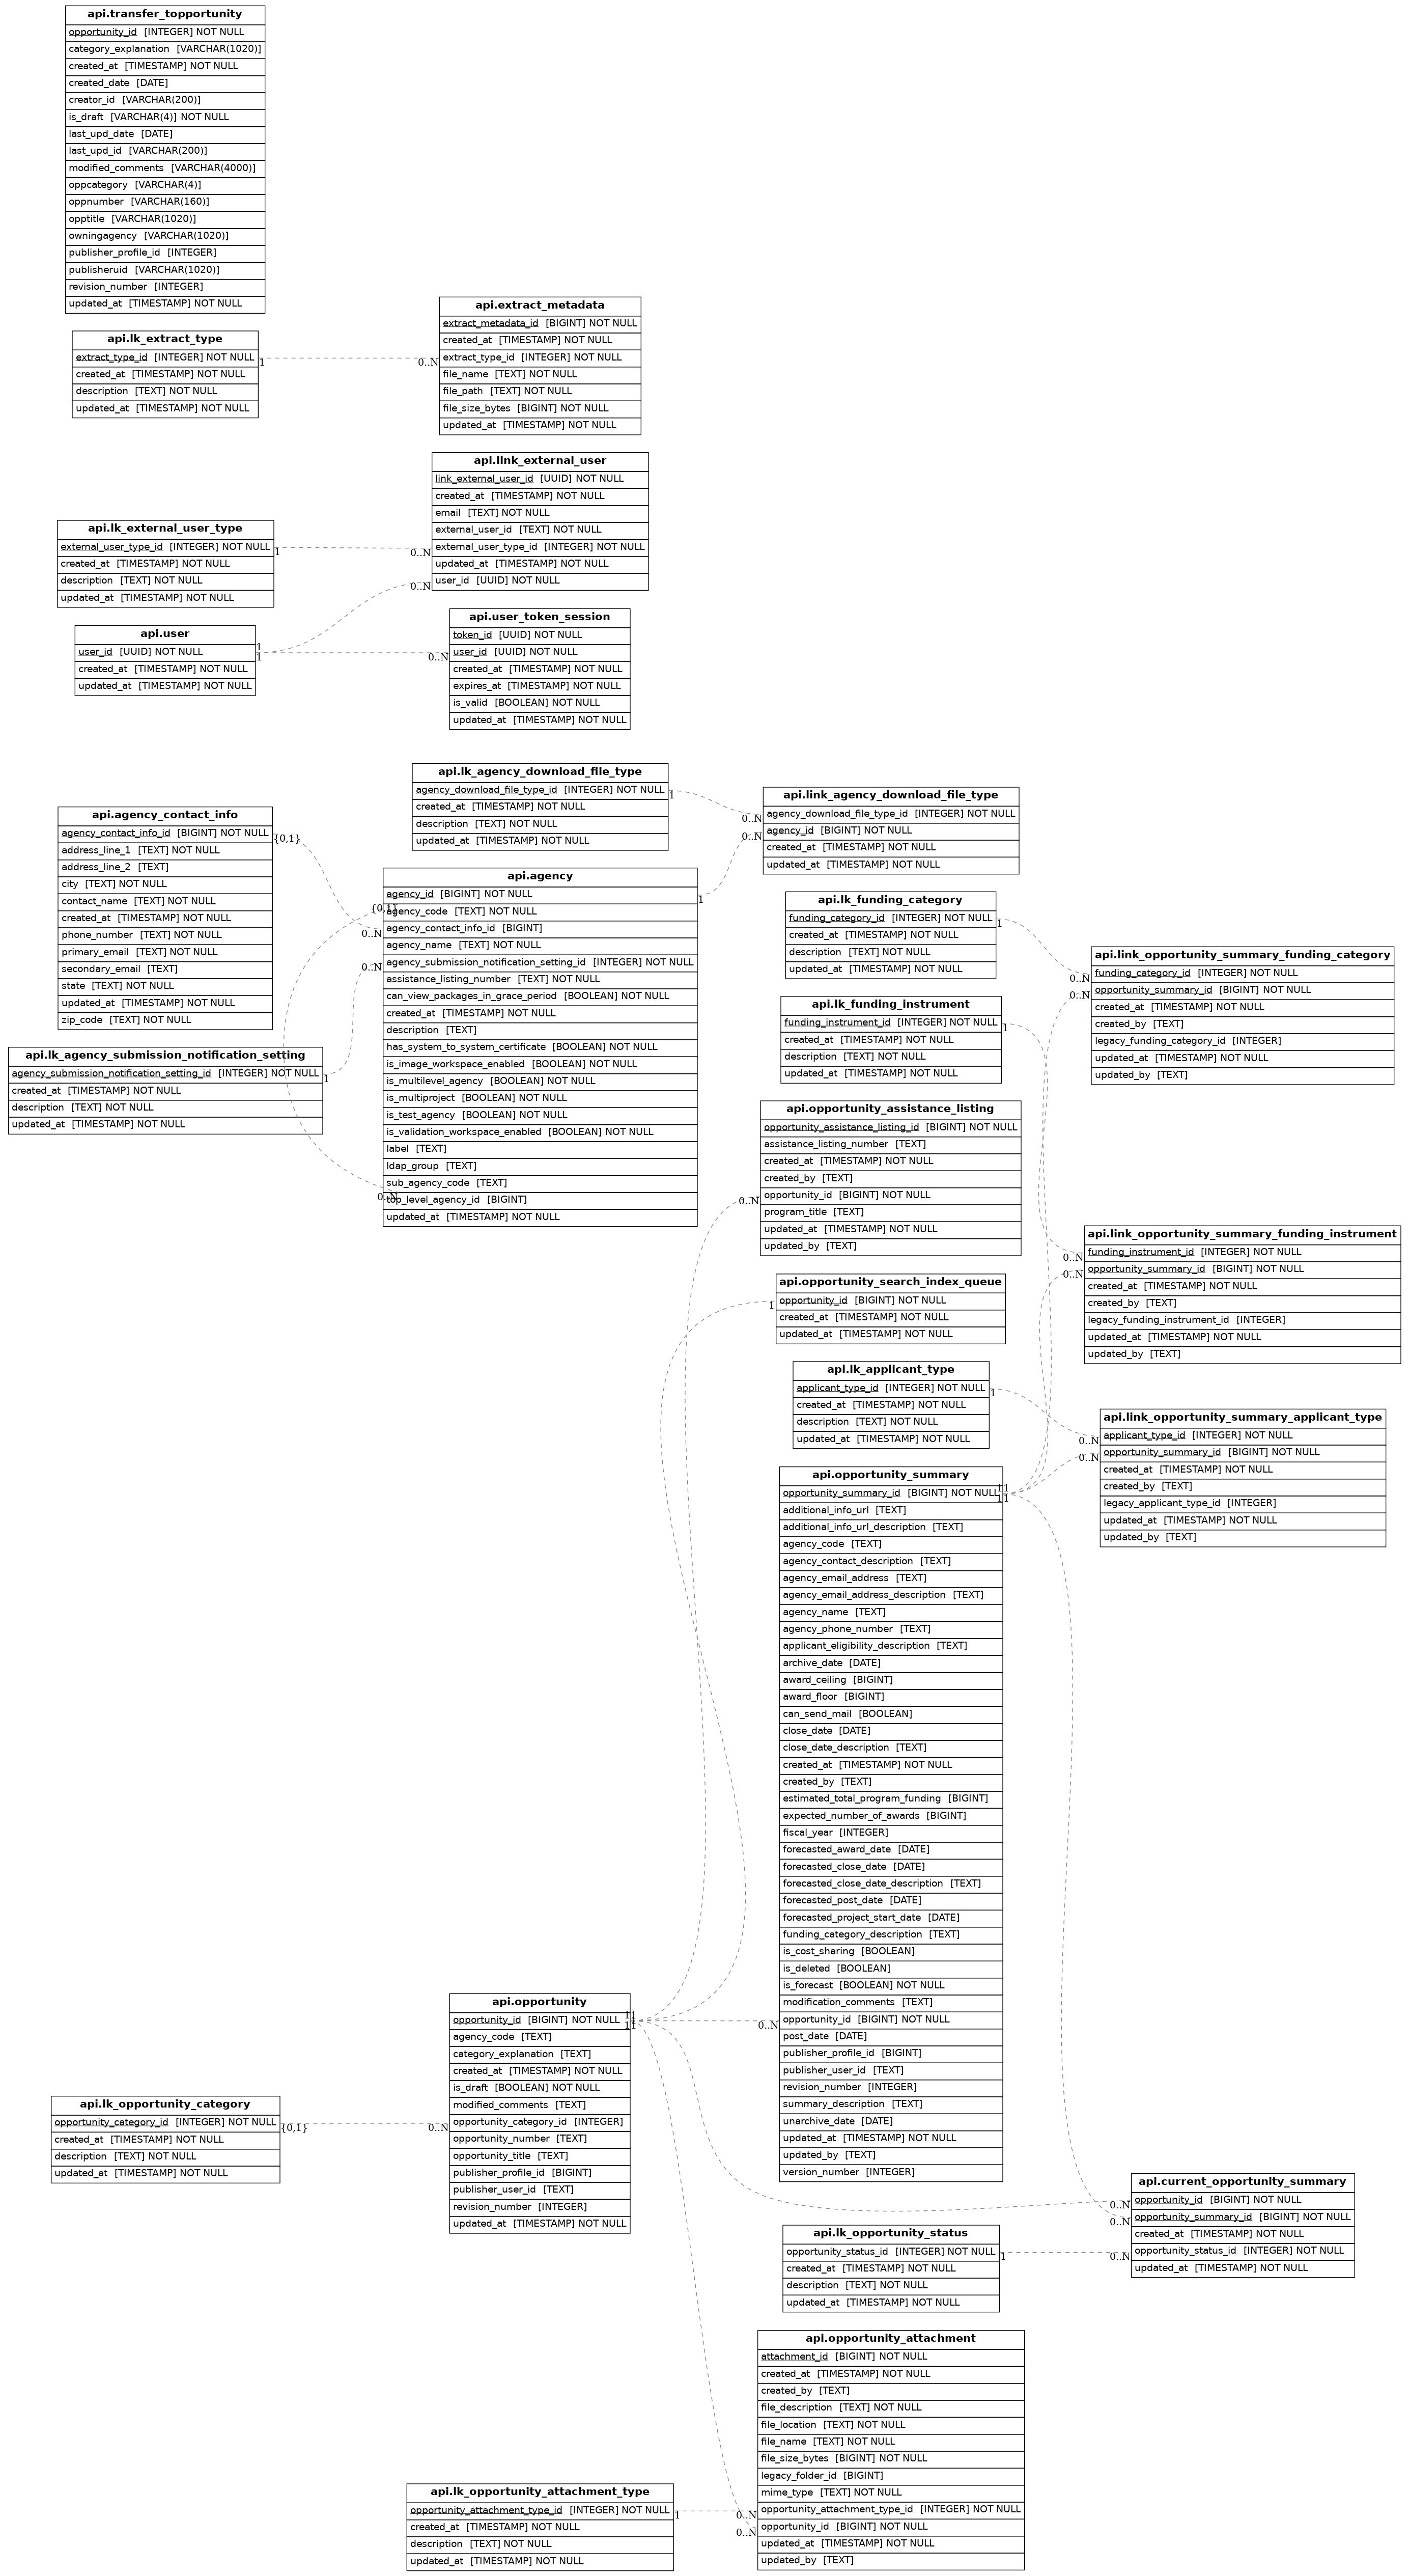 api.transfer_topportunity
opportunity_id [INTEGER] NOT NULL
category_explanation [VARCHAR(1020)]
created_at [TIMESTAMP] NOT NULL
created_date [DATE]
creator_id [VARCHAR(200)]
is_draft [VARCHAR(4)] NOT NULL
last_upd_date [DATE]
last_upd_id [VARCHAR(200)]
modified_comments [VARCHAR(4000)]
oppcategory [VARCHAR(4)]
oppnumber [VARCHAR(160)]
opptitle [VARCHAR(1020)]
owningagency [VARCHAR(1020)]
publisher_profile_id [INTEGER]
publisheruid [VARCHAR(1020)]
revision_number [INTEGER]
updated_at [TIMESTAMP] NOT NULL
api.lk_extract_type
extract_type_id [INTEGER] NOT NULL
created_at [TIMESTAMP] NOT NULL
description [TEXT] NOT NULL
updated_at [TIMESTAMP] NOT NULL
1
0..N
api.extract_metadata
extract_metadata_id [BIGINT] NOT NULL
created_at [TIMESTAMP] NOT NULL
extract_type_id [INTEGER] NOT NULL
file_name [TEXT] NOT NULL
file_path [TEXT] NOT NULL
file_size_bytes [BIGINT] NOT NULL
updated_at [TIMESTAMP] NOT NULL
api.link_external_user
link_external_user_id [UUID] NOT NULL
created_at [TIMESTAMP] NOT NULL
email [TEXT] NOT NULL
external_user_id [TEXT] NOT NULL
external_user_type_id [INTEGER] NOT NULL
updated_at [TIMESTAMP] NOT NULL
user_id [UUID] NOT NULL
api.lk_external_user_type
external_user_type_id [INTEGER] NOT NULL
created_at [TIMESTAMP] NOT NULL
description [TEXT] NOT NULL
updated_at [TIMESTAMP] NOT NULL
1
0..N
0..N
api.user
user_id [UUID] NOT NULL
created_at [TIMESTAMP] NOT NULL
updated_at [TIMESTAMP] NOT NULL
1
1
0..N
api.user_token_session
token_id [UUID] NOT NULL
user_id [UUID] NOT NULL
created_at [TIMESTAMP] NOT NULL
expires_at [TIMESTAMP] NOT NULL
is_valid [BOOLEAN] NOT NULL
updated_at [TIMESTAMP] NOT NULL
api.lk_agency_download_file_type
agency_download_file_type_id [INTEGER] NOT NULL
created_at [TIMESTAMP] NOT NULL
description [TEXT] NOT NULL
updated_at [TIMESTAMP] NOT NULL
1
0..N
0..N
api.link_agency_download_file_type
agency_download_file_type_id [INTEGER] NOT NULL
agency_id [BIGINT] NOT NULL
created_at [TIMESTAMP] NOT NULL
updated_at [TIMESTAMP] NOT NULL
api.agency_contact_info
agency_contact_info_id [BIGINT] NOT NULL
address_line_1 [TEXT] NOT NULL
address_line_2 [TEXT]
city [TEXT] NOT NULL
contact_name [TEXT] NOT NULL
created_at [TIMESTAMP] NOT NULL
phone_number [TEXT] NOT NULL
primary_email [TEXT] NOT NULL
secondary_email [TEXT]
state [TEXT] NOT NULL
updated_at [TIMESTAMP] NOT NULL
zip_code [TEXT] NOT NULL
{0,1}
{0,1}
0..N
0..N
0..N
1
api.agency
agency_id [BIGINT] NOT NULL
agency_code [TEXT] NOT NULL
agency_contact_info_id [BIGINT]
agency_name [TEXT] NOT NULL
agency_submission_notification_setting_id [INTEGER] NOT NULL
assistance_listing_number [TEXT] NOT NULL
can_view_packages_in_grace_period [BOOLEAN] NOT NULL
created_at [TIMESTAMP] NOT NULL
description [TEXT]
has_system_to_system_certificate [BOOLEAN] NOT NULL
is_image_workspace_enabled [BOOLEAN] NOT NULL
is_multilevel_agency [BOOLEAN] NOT NULL
is_multiproject [BOOLEAN] NOT NULL
is_test_agency [BOOLEAN] NOT NULL
is_validation_workspace_enabled [BOOLEAN] NOT NULL
label [TEXT]
ldap_group [TEXT]
sub_agency_code [TEXT]
top_level_agency_id [BIGINT]
updated_at [TIMESTAMP] NOT NULL
api.lk_agency_submission_notification_setting
agency_submission_notification_setting_id [INTEGER] NOT NULL
created_at [TIMESTAMP] NOT NULL
description [TEXT] NOT NULL
updated_at [TIMESTAMP] NOT NULL
1
api.lk_funding_category
funding_category_id [INTEGER] NOT NULL
created_at [TIMESTAMP] NOT NULL
description [TEXT] NOT NULL
updated_at [TIMESTAMP] NOT NULL
1
0..N
0..N
api.link_opportunity_summary_funding_category
funding_category_id [INTEGER] NOT NULL
opportunity_summary_id [BIGINT] NOT NULL
created_at [TIMESTAMP] NOT NULL
created_by [TEXT]
legacy_funding_category_id [INTEGER]
updated_at [TIMESTAMP] NOT NULL
updated_by [TEXT]
api.lk_funding_instrument
funding_instrument_id [INTEGER] NOT NULL
created_at [TIMESTAMP] NOT NULL
description [TEXT] NOT NULL
updated_at [TIMESTAMP] NOT NULL
1
api.opportunity_assistance_listing
opportunity_assistance_listing_id [BIGINT] NOT NULL
assistance_listing_number [TEXT]
created_at [TIMESTAMP] NOT NULL
created_by [TEXT]
opportunity_id [BIGINT] NOT NULL
program_title [TEXT]
updated_at [TIMESTAMP] NOT NULL
updated_by [TEXT]
0..N
0..N
0..N
api.link_opportunity_summary_funding_instrument
funding_instrument_id [INTEGER] NOT NULL
opportunity_summary_id [BIGINT] NOT NULL
created_at [TIMESTAMP] NOT NULL
created_by [TEXT]
legacy_funding_instrument_id [INTEGER]
updated_at [TIMESTAMP] NOT NULL
updated_by [TEXT]
api.opportunity_search_index_queue
opportunity_id [BIGINT] NOT NULL
created_at [TIMESTAMP] NOT NULL
updated_at [TIMESTAMP] NOT NULL
1
api.lk_applicant_type
applicant_type_id [INTEGER] NOT NULL
created_at [TIMESTAMP] NOT NULL
description [TEXT] NOT NULL
updated_at [TIMESTAMP] NOT NULL
1
0..N
0..N
api.link_opportunity_summary_applicant_type
applicant_type_id [INTEGER] NOT NULL
opportunity_summary_id [BIGINT] NOT NULL
created_at [TIMESTAMP] NOT NULL
created_by [TEXT]
legacy_applicant_type_id [INTEGER]
updated_at [TIMESTAMP] NOT NULL
updated_by [TEXT]
api.opportunity_summary
opportunity_summary_id [BIGINT] NOT NULL
additional_info_url [TEXT]
additional_info_url_description [TEXT]
agency_code [TEXT]
agency_contact_description [TEXT]
agency_email_address [TEXT]
agency_email_address_description [TEXT]
agency_name [TEXT]
agency_phone_number [TEXT]
applicant_eligibility_description [TEXT]
archive_date [DATE]
award_ceiling [BIGINT]
award_floor [BIGINT]
can_send_mail [BOOLEAN]
close_date [DATE]
close_date_description [TEXT]
created_at [TIMESTAMP] NOT NULL
created_by [TEXT]
estimated_total_program_funding [BIGINT]
expected_number_of_awards [BIGINT]
fiscal_year [INTEGER]
forecasted_award_date [DATE]
forecasted_close_date [DATE]
forecasted_close_date_description [TEXT]
forecasted_post_date [DATE]
forecasted_project_start_date [DATE]
funding_category_description [TEXT]
is_cost_sharing [BOOLEAN]
is_deleted [BOOLEAN]
is_forecast [BOOLEAN] NOT NULL
modification_comments [TEXT]
opportunity_id [BIGINT] NOT NULL
post_date [DATE]
publisher_profile_id [BIGINT]
publisher_user_id [TEXT]
revision_number [INTEGER]
summary_description [TEXT]
unarchive_date [DATE]
updated_at [TIMESTAMP] NOT NULL
updated_by [TEXT]
version_number [INTEGER]
11
11
0..N
api.opportunity
opportunity_id [BIGINT] NOT NULL
agency_code [TEXT]
category_explanation [TEXT]
created_at [TIMESTAMP] NOT NULL
is_draft [BOOLEAN] NOT NULL
modified_comments [TEXT]
opportunity_category_id [INTEGER]
opportunity_number [TEXT]
opportunity_title [TEXT]
publisher_profile_id [BIGINT]
publisher_user_id [TEXT]
revision_number [INTEGER]
updated_at [TIMESTAMP] NOT NULL
11
11
api.lk_opportunity_category
opportunity_category_id [INTEGER] NOT NULL
created_at [TIMESTAMP] NOT NULL
description [TEXT] NOT NULL
updated_at [TIMESTAMP] NOT NULL
{0,1}
0..N
api.current_opportunity_summary
opportunity_id [BIGINT] NOT NULL
opportunity_summary_id [BIGINT] NOT NULL
created_at [TIMESTAMP] NOT NULL
opportunity_status_id [INTEGER] NOT NULL
updated_at [TIMESTAMP] NOT NULL
0..N
0..N
0..N
api.lk_opportunity_status
opportunity_status_id [INTEGER] NOT NULL
created_at [TIMESTAMP] NOT NULL
description [TEXT] NOT NULL
updated_at [TIMESTAMP] NOT NULL
1
api.opportunity_attachment
attachment_id [BIGINT] NOT NULL
created_at [TIMESTAMP] NOT NULL
created_by [TEXT]
file_description [TEXT] NOT NULL
file_location [TEXT] NOT NULL
file_name [TEXT] NOT NULL
file_size_bytes [BIGINT] NOT NULL
legacy_folder_id [BIGINT]
mime_type [TEXT] NOT NULL
opportunity_attachment_type_id [INTEGER] NOT NULL
opportunity_id [BIGINT] NOT NULL
updated_at [TIMESTAMP] NOT NULL
updated_by [TEXT]
api.lk_opportunity_attachment_type
opportunity_attachment_type_id [INTEGER] NOT NULL
created_at [TIMESTAMP] NOT NULL
description [TEXT] NOT NULL
updated_at [TIMESTAMP] NOT NULL
1
0..N
0..N